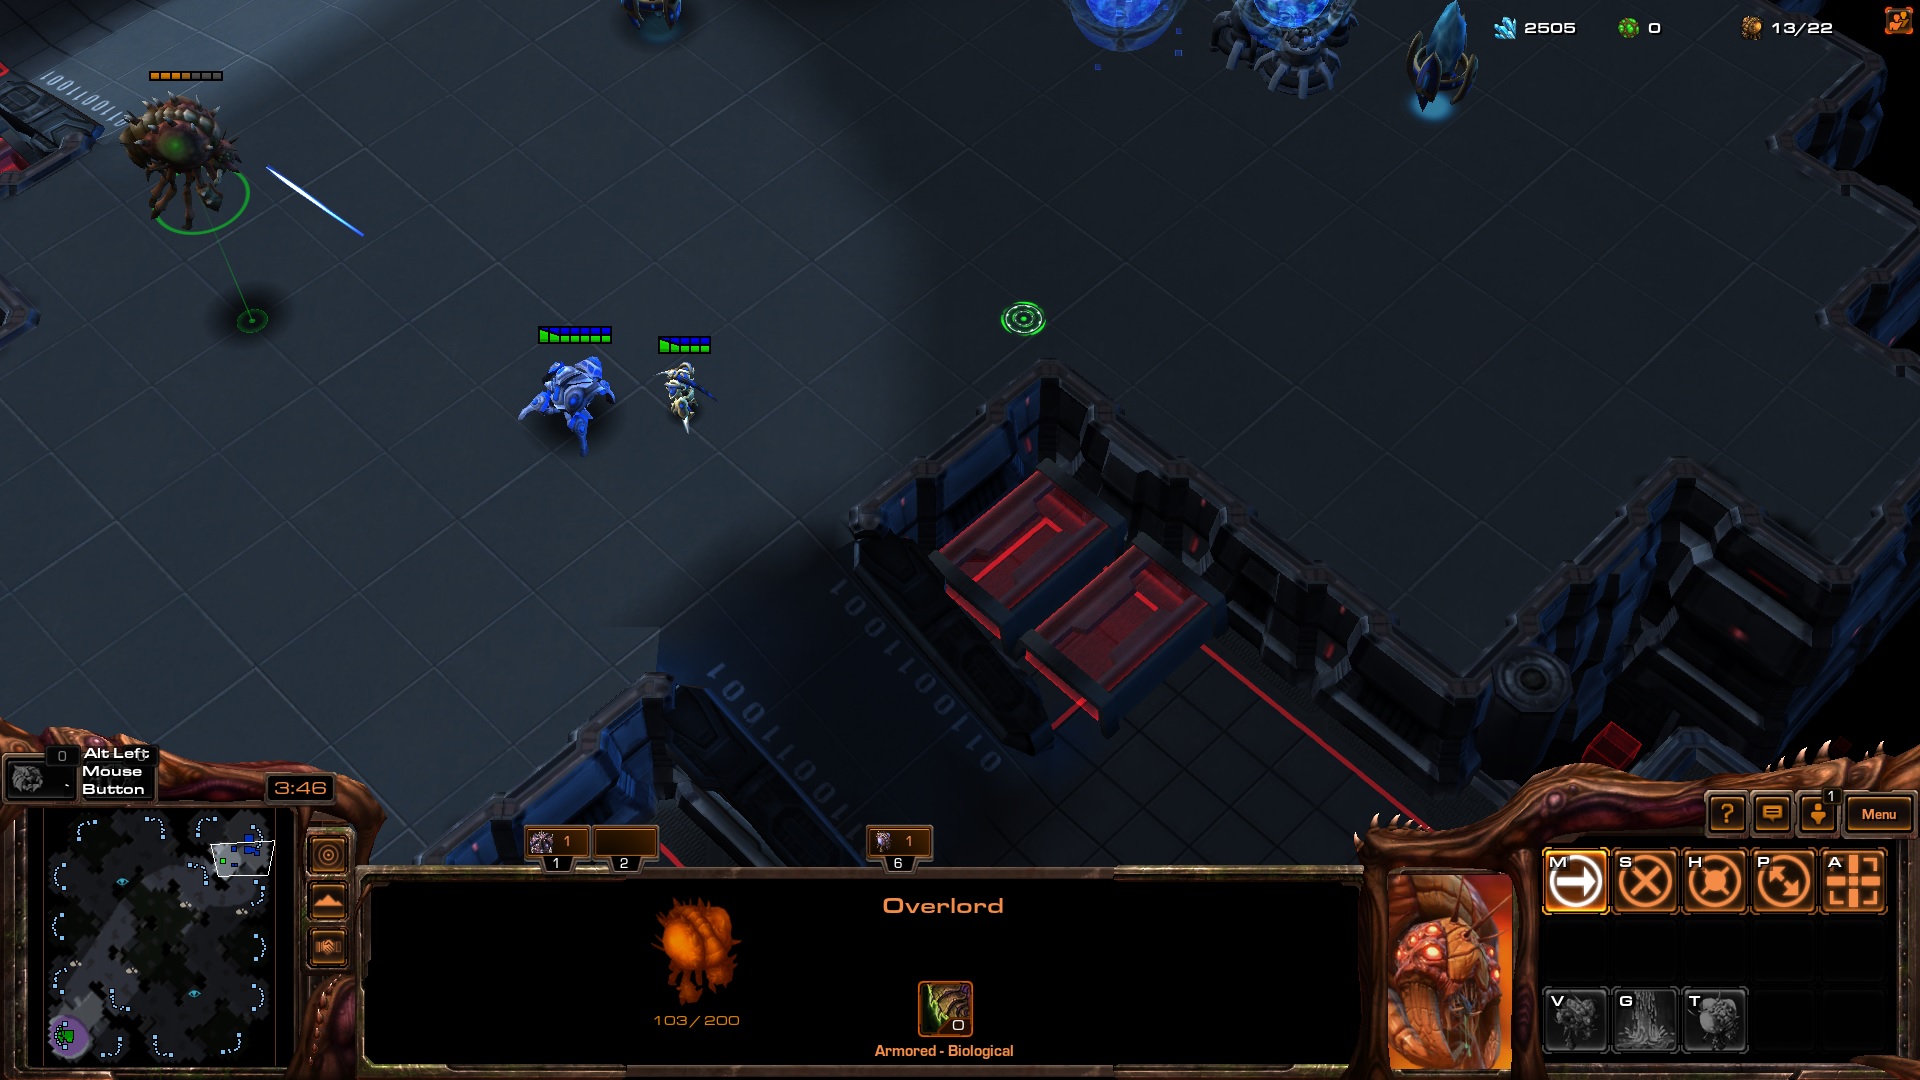 2505
0
13/22
0
Alt Left
Mouse
Button
3:46
1
1
1
2
6
Overlord
103/200
0
Armored - Biological
?
1
Menu
M
S
H
P
A
V
G
T